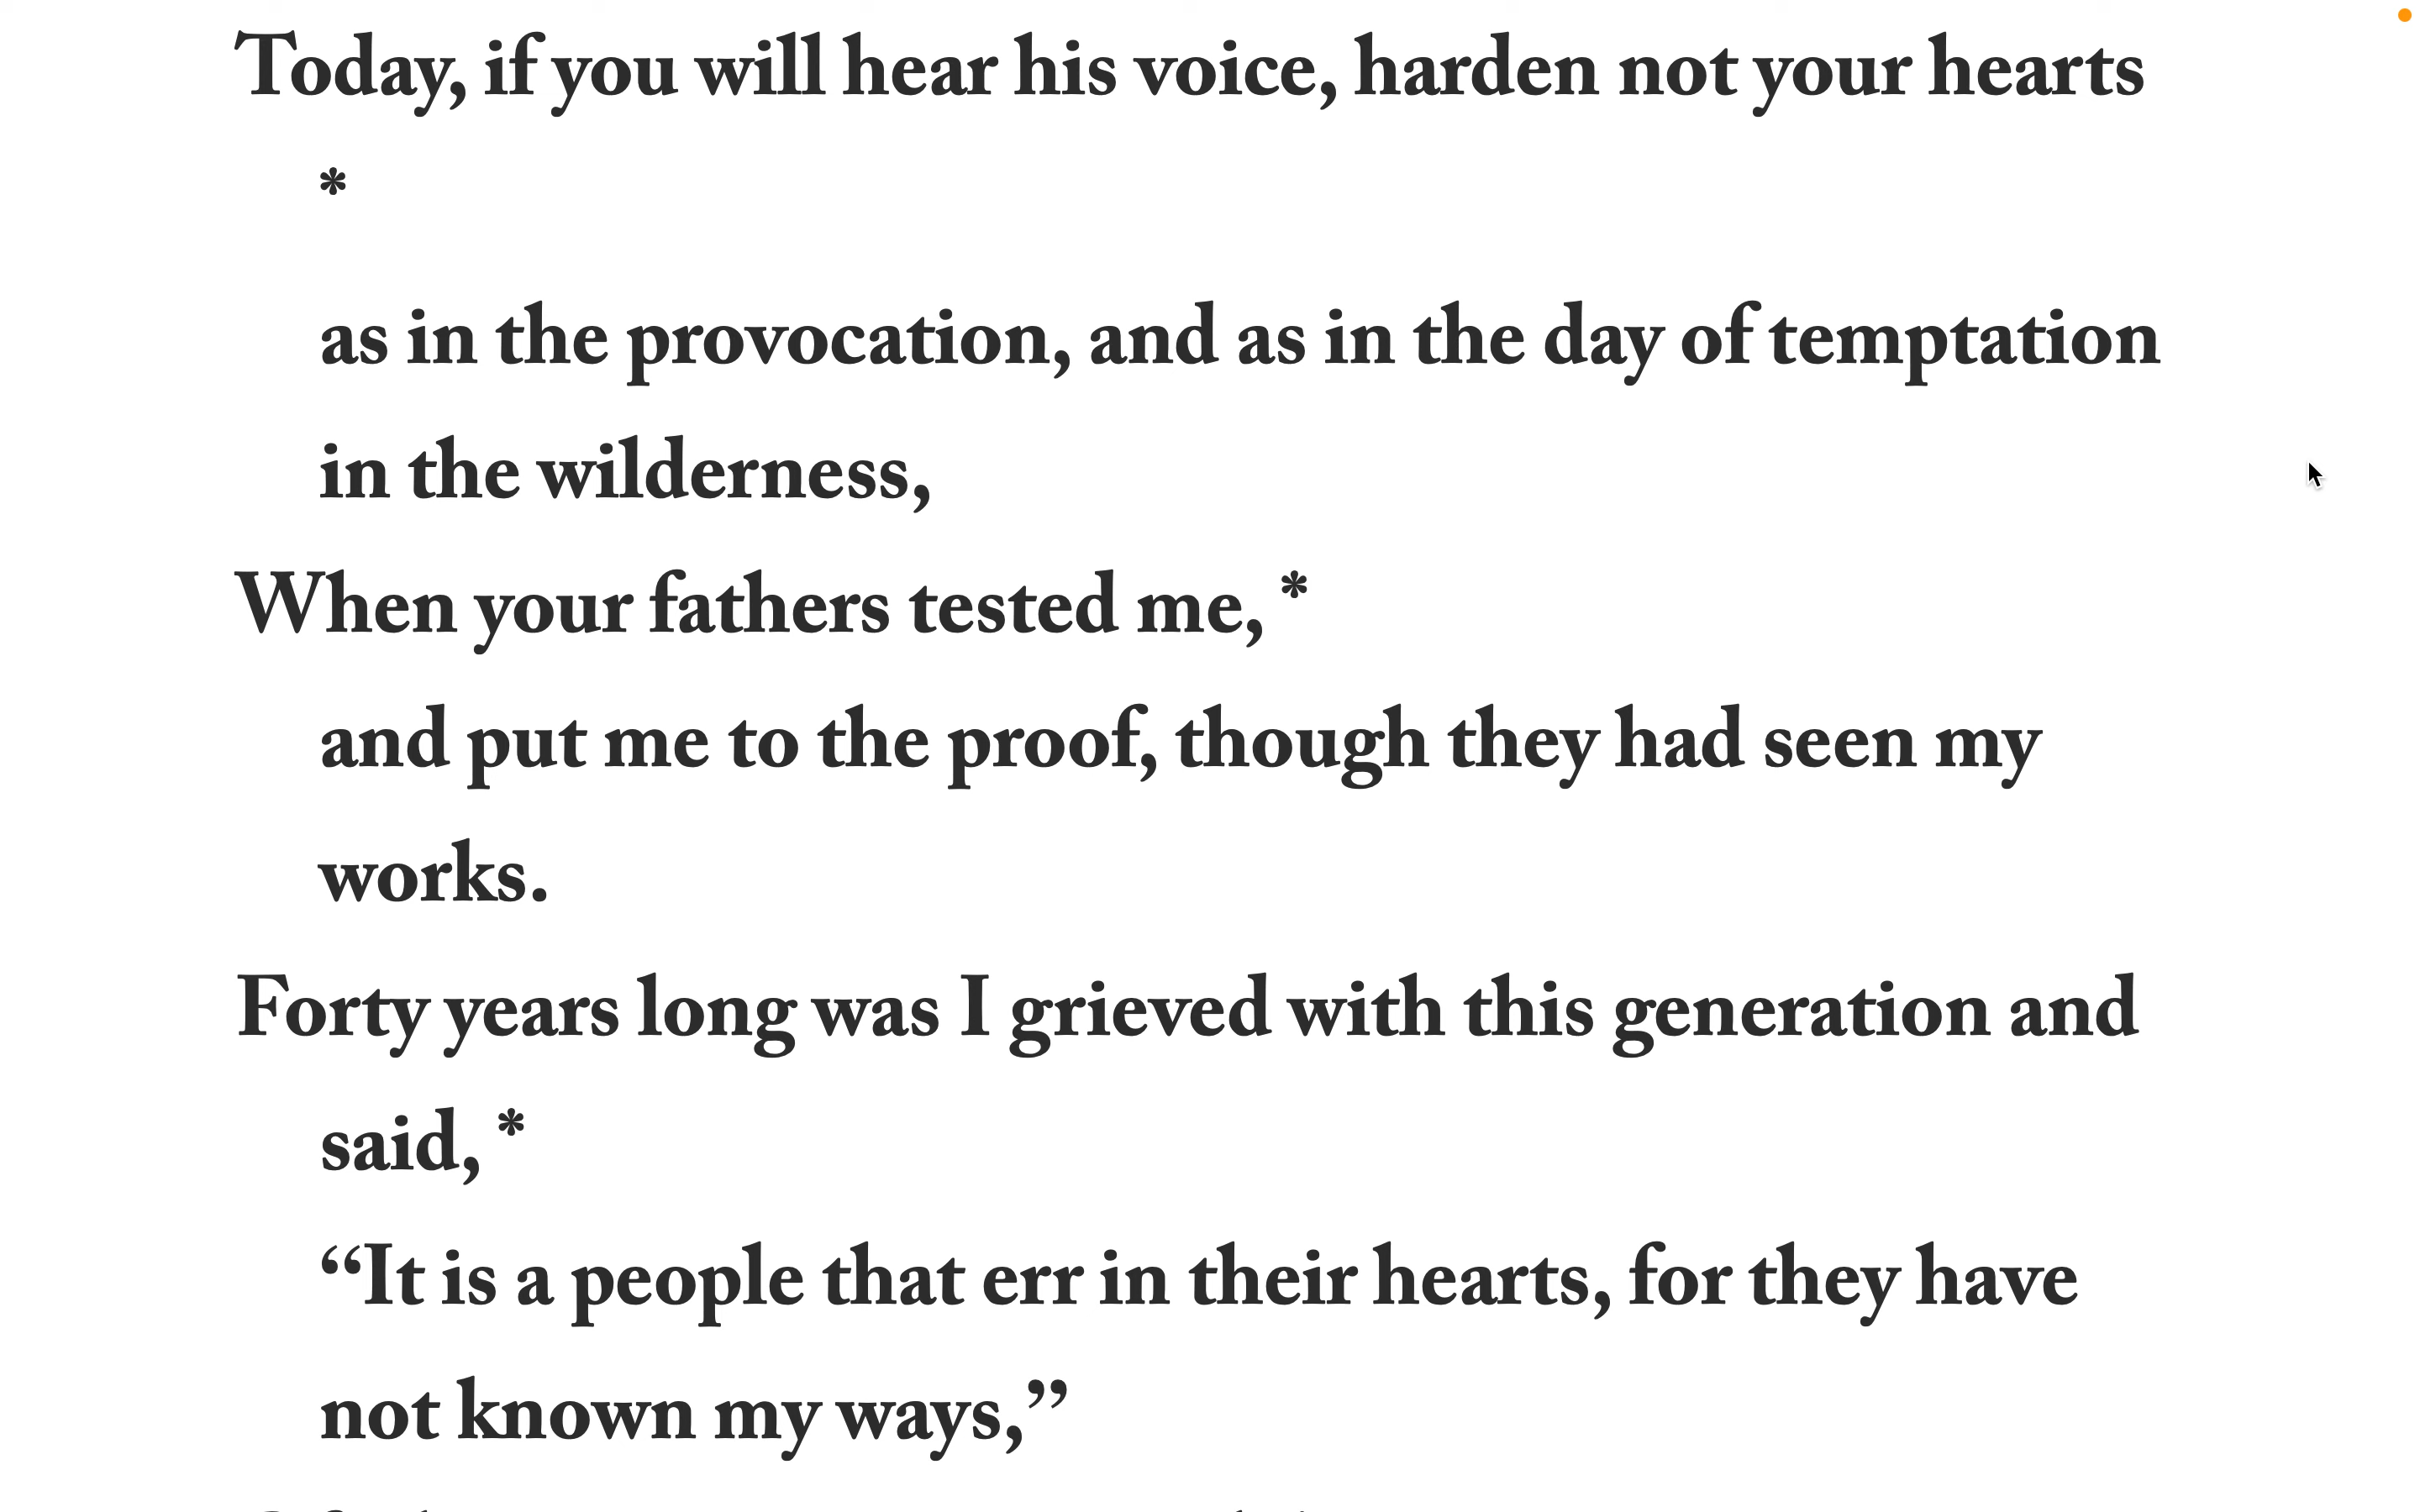 Today, if you will hear his voice, harden not your hearts
*
as in the provocation, and as in the day of temptation
in the wilderness,
When your fathers tested me, *
and put me to the proof, though they had seen my
works.
Forty years long was I grieved with this generation and
said, *
“It is a people that err in their hearts, for they have
not known my ways,”